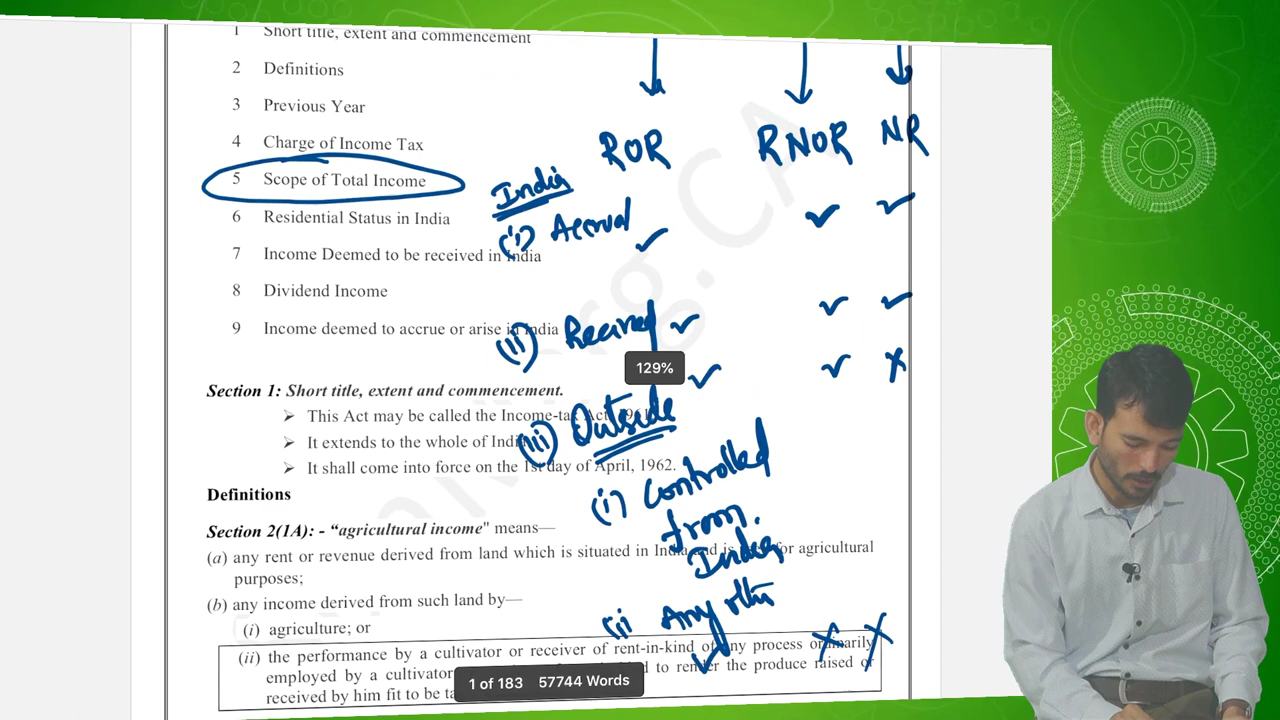 1 Short title, extent and commencement
2 Definitions
3 Previous Year
4 Charge of Income Tax
5 Scope of Total Income
6 Residential Status in India
7 Income Deemed to be received in India
8 Dividend Income
9 Income deemed to accrue or arise in India
ROR RNOR NR
India
(i) Accrual
(ii) Received
(iii) Outside
(i) Controlled
from
India
(ii Any other
129%
Section 1: Short title, extent and commencement.
➢ This Act may be called the Income-tax Act, 1961.
➢ It extends to the whole of India
➢ It shall come into force on the 1st day of April, 1962.
Definitions
Section 2(1A): - “agricultural income" means—
(a) any rent or revenue derived from land which is situated in India and is for agricultural
purposes;
(b) any income derived from such land by—
(i) agriculture; or
(ii) the performance by a cultivator or receiver of rent-in-kind of any process ordinarily
employed by a cultivator to render the produce raised or
received by him fit to be
1 of 183 57744 Words